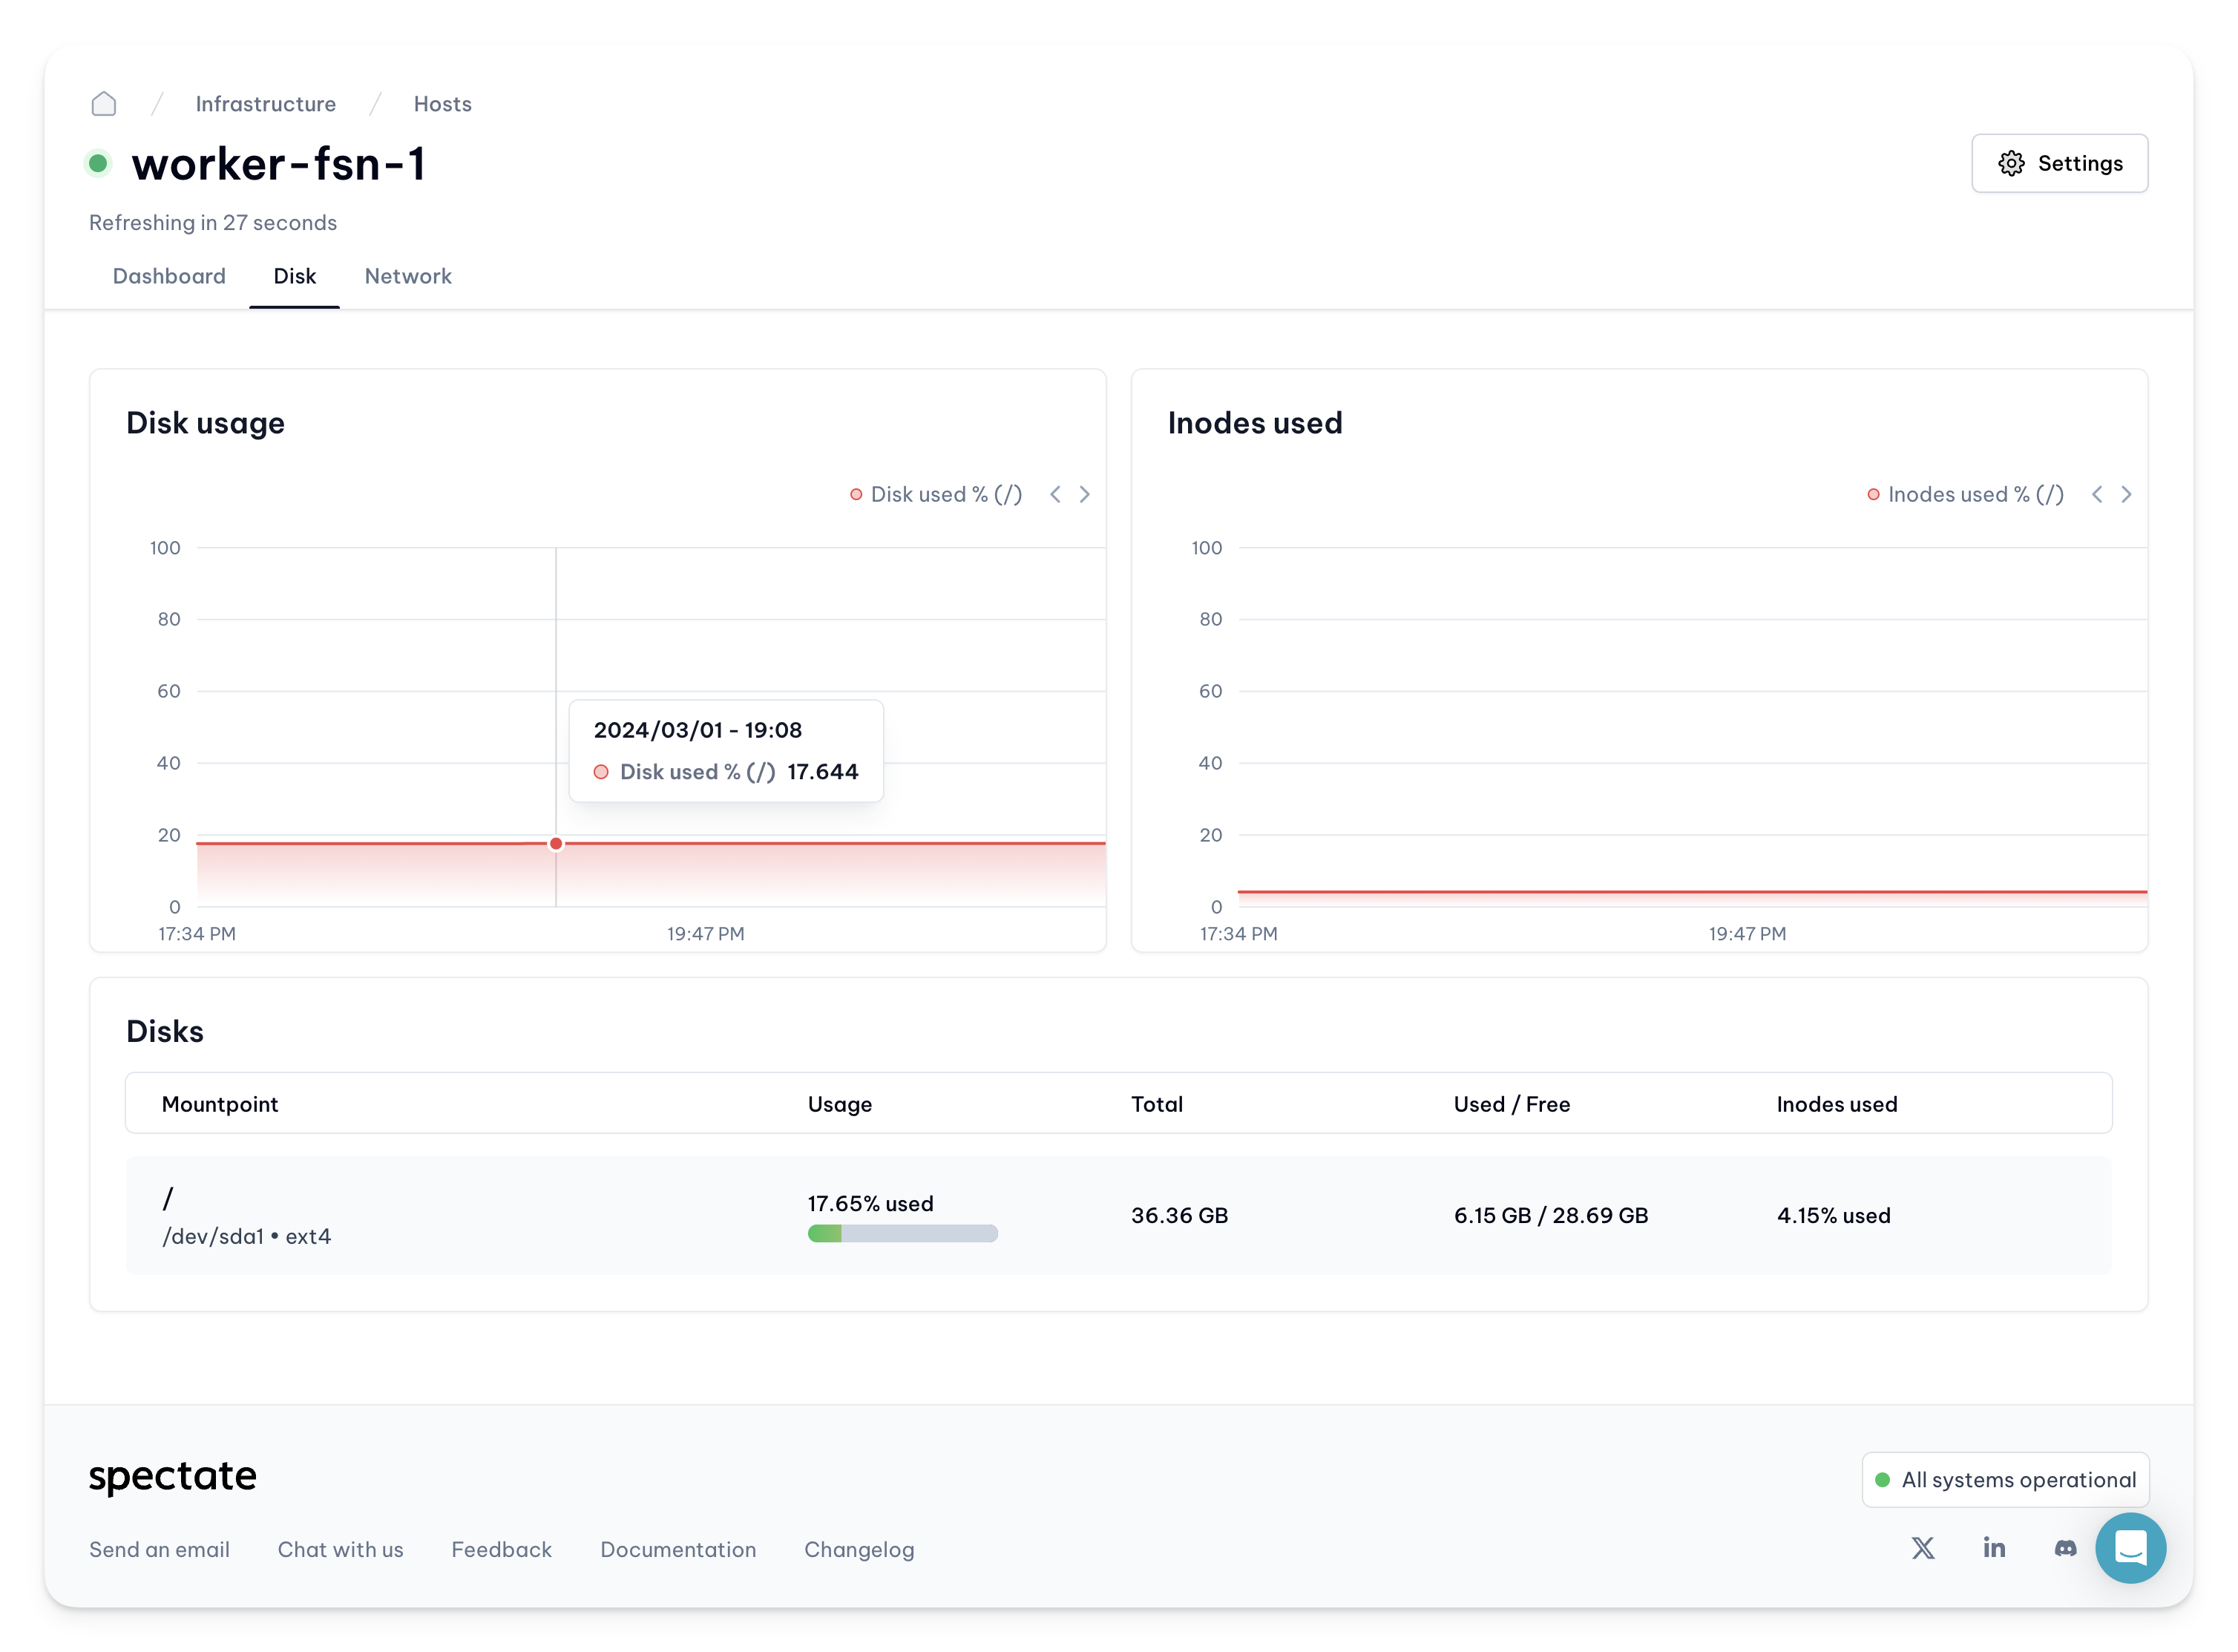 Infrastructure / Hosts
worker-fsn-1
Settings
Refreshing in 27 seconds
Dashboard Disk Network
Disk usage
Disk used % (/)
100
80
60
40
20
0
2024/03/01 - 19:08
Disk used % (/) 17.644
17:34 PM 19:47 PM
Inodes used
Inodes used % (/)
100
80
60
40
20
0
17:34 PM 19:47 PM
Disks
Mountpoint Usage Total Used / Free Inodes used
/
/dev/sda1 • ext4
17.65% used
36.36 GB
6.15 GB / 28.69 GB
4.15% used
spectate
All systems operational
Send an email Chat with us Feedback Documentation Changelog